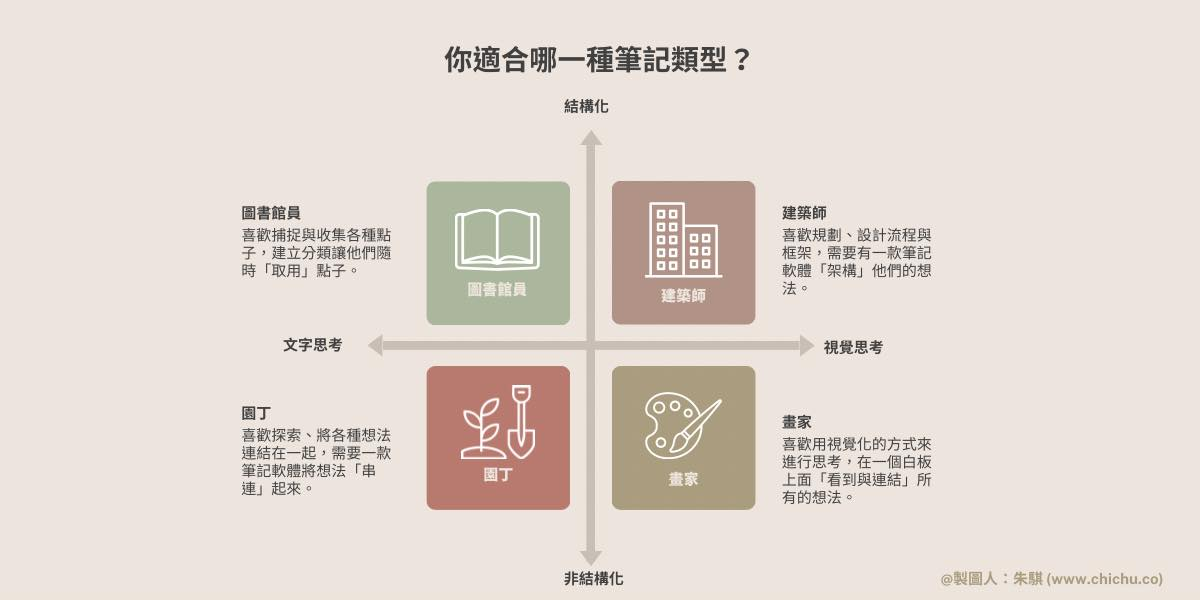 你適合哪一種筆記類型？
結構化
圖書館員
喜歡捕捉與收集各種點
子，建立分類讓他們隨
時「取用」點子。
圖書館員
建築師
建築師
喜歡規劃、設計流程與
框架，需要有一款筆記
軟體「架構」他們的想
法。
文字思考
視覺思考
園丁
喜歡探索、將各種想法
連結在一起，需要一款
筆記軟體將想法「串
連」起來。
園丁
畫家
畫家
喜歡用視覺化的方式來
進行思考，在一個白板
上面「看到與連結」所
有的想法。
非結構化
@製圖人：朱騏 (www.chichu.co)